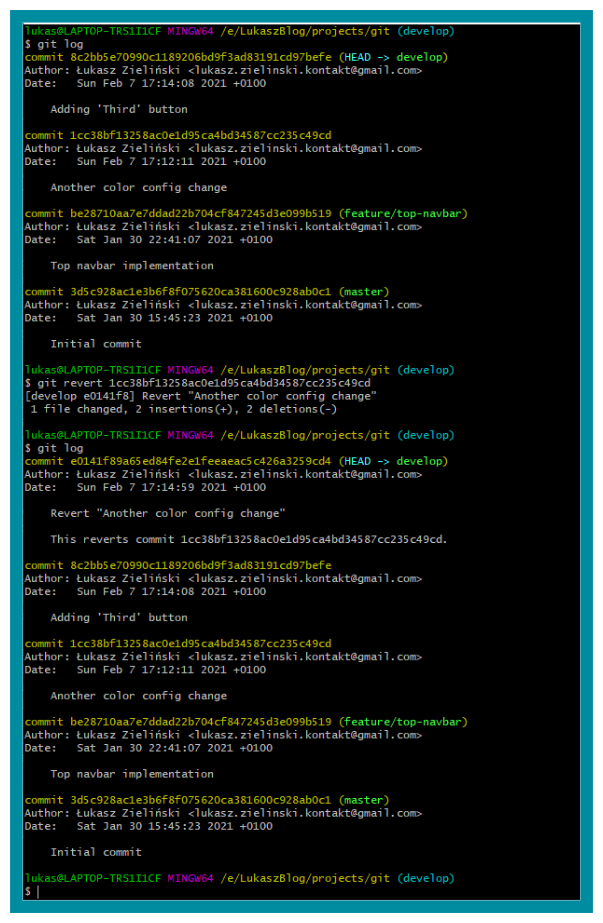 lukas@LAPTOP-TRS1I1CF MINGW64 /e/LukaszBlog/projects/git (develop)
$ git log
commit 8c2bb5e70990c1189206bd9f3ad83191cd97befe (HEAD -> develop)
Author: Łukasz Zieliński <lukasz.zielinski.kontakt@gmail.com>
Date:   Sun Feb 7 17:14:08 2021 +0100
    Adding 'Third' button
commit 1cc38bf13258ac0e1d95ca4bd34587cc235c49cd
Author: Łukasz Zieliński <lukasz.zielinski.kontakt@gmail.com>
Date:   Sun Feb 7 17:12:11 2021 +0100
    Another color config change
commit be28710aa7e7ddad22b704cf847245d3e099b519 (feature/top-navbar)
Author: Łukasz Zieliński <lukasz.zielinski.kontakt@gmail.com>
Date:   Sat Jan 30 22:41:07 2021 +0100
    Top navbar implementation
commit 3d5c928ac1e3b6f8f075620ca381600c928ab0c1 (master)
Author: Łukasz Zieliński <lukasz.zielinski.kontakt@gmail.com>
Date:   Sat Jan 30 15:45:23 2021 +0100
    Initial commit
lukas@LAPTOP-TRS1I1CF MINGW64 /e/LukaszBlog/projects/git (develop)
$ git revert 1cc38bf13258ac0e1d95ca4bd34587cc235c49cd
[develop e0141f8] Revert "Another color config change"
 1 file changed, 2 insertions(+), 2 deletions(-)
lukas@LAPTOP-TRS1I1CF MINGW64 /e/LukaszBlog/projects/git (develop)
$ git log
commit e0141f89a65ed84fe2e1feeaeac5c426a3259cd4 (HEAD -> develop)
Author: Łukasz Zieliński <lukasz.zielinski.kontakt@gmail.com>
Date:   Sun Feb 7 17:14:59 2021 +0100
    Revert "Another color config change"
    This reverts commit 1cc38bf13258ac0e1d95ca4bd34587cc235c49cd.
commit 8c2bb5e70990c1189206bd9f3ad83191cd97befe
Author: Łukasz Zieliński <lukasz.zielinski.kontakt@gmail.com>
Date:   Sun Feb 7 17:14:08 2021 +0100
    Adding 'Third' button
commit 1cc38bf13258ac0e1d95ca4bd34587cc235c49cd
Author: Łukasz Zieliński <lukasz.zielinski.kontakt@gmail.com>
Date:   Sun Feb 7 17:12:11 2021 +0100
    Another color config change
commit be28710aa7e7ddad22b704cf847245d3e099b519 (feature/top-navbar)
Author: Łukasz Zieliński <lukasz.zielinski.kontakt@gmail.com>
Date:   Sat Jan 30 22:41:07 2021 +0100
    Top navbar implementation
commit 3d5c928ac1e3b6f8f075620ca381600c928ab0c1 (master)
Author: Łukasz Zieliński <lukasz.zielinski.kontakt@gmail.com>
Date:   Sat Jan 30 15:45:23 2021 +0100
    Initial commit
lukas@LAPTOP-TRS1I1CF MINGW64 /e/LukaszBlog/projects/git (develop)
$